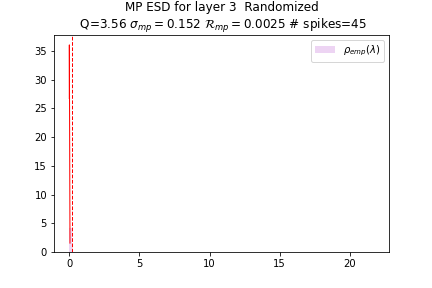 MP ESD for layer 3 Randomized
Q=3.56 σ_mp = 0.152 R_mp = 0.0025 # spikes=45
ρ_emp(λ)
35
30
25
20
15
10
5
0
0 5 10 15 20